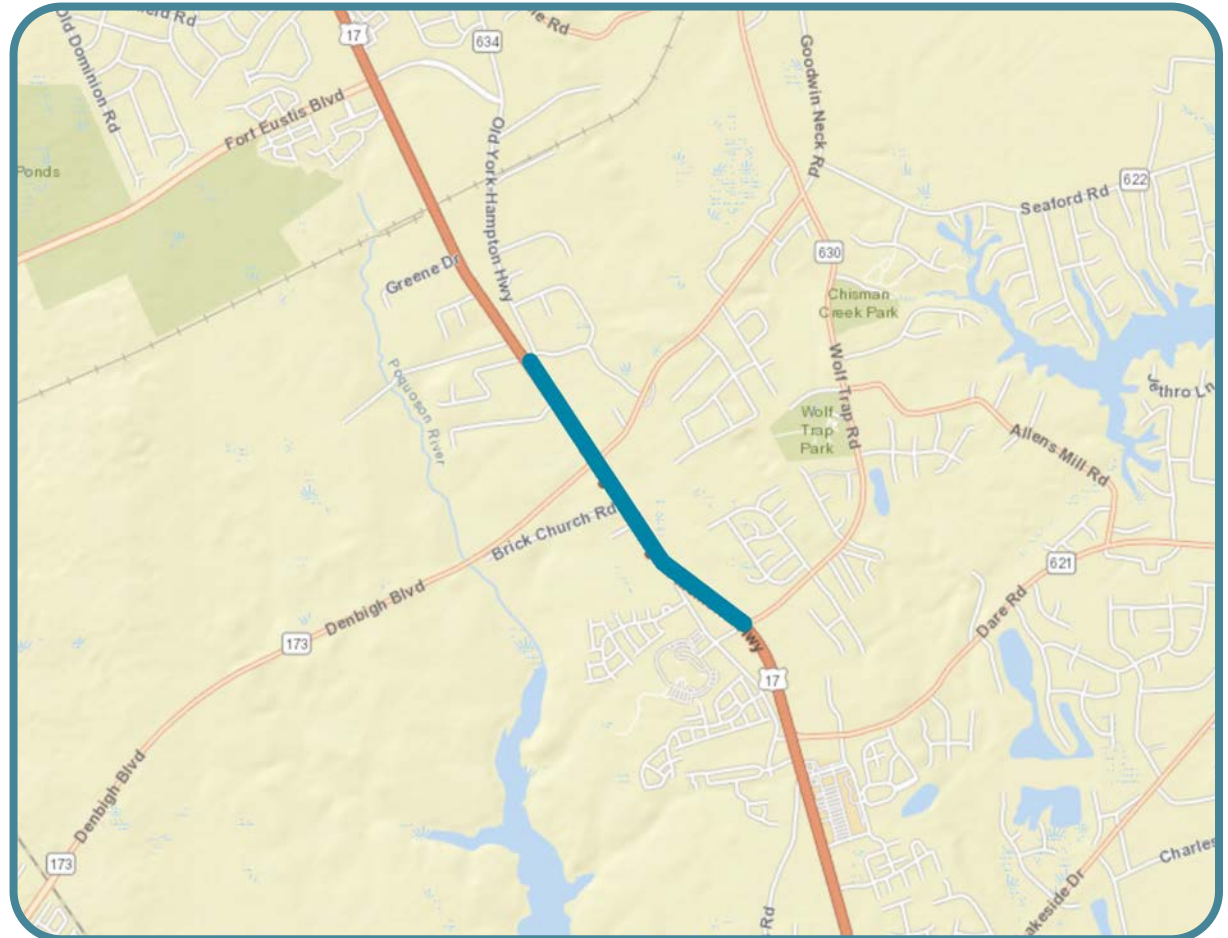 17
634
Old Dominion Rd
Fort Eustis Blvd
Ponds
Goodwin Neck Rd
Old York-Hampton Hwy
622
Seaford Rd
630
Greene Dr
Chisman
Creek Park
Poquoson River
Wolf Trap Rd
Jethro Ln
Wolf
Trap
Park
Allens Mill Rd
Brick Church Rd
621
Denbigh Blvd
173
Dare Rd
Hwy
17
Denbigh Blvd
173
Charles
akeside Dr
Rd